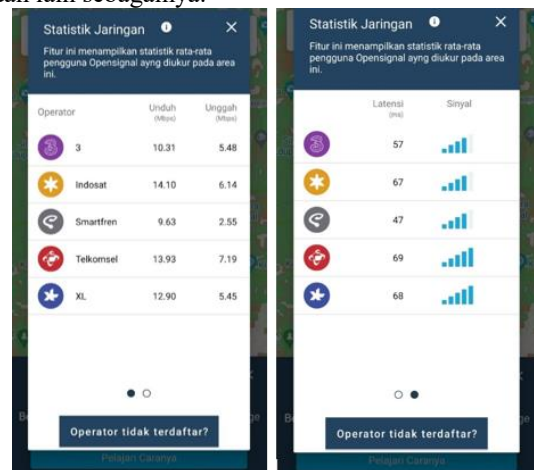 lain sebagainya.
Statistik Jaringan
Fitur ini menampilkan statistik rata-rata
pengguna Opensignal ayng diukur pada area
ini.
Operator Unduh Unggah
(Mbps) (Mbps)
3 10.31 5.48
Indosat 14.10 6.14
Smartfren 9.63 2.55
Telkomsel 13.93 7.19
XL 12.90 5.45
Operator tidak terdaftar?
Pelajari Caranya
Statistik Jaringan
Fitur ini menampilkan statistik rata-rata
pengguna Opensignal ayng diukur pada area
ini.
Latensi Sinyal
(ms)
57
67
47
69
68
Operator tidak terdaftar?
Pelajari Caranya